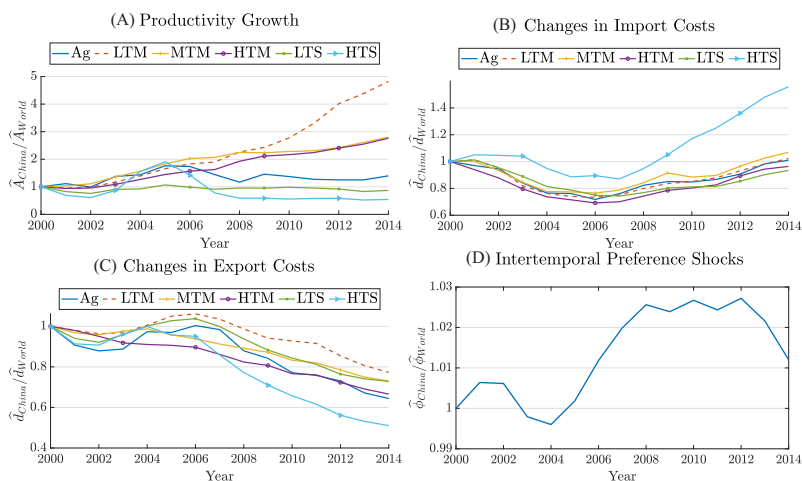 (A) Productivity Growth
Ag LTM MTM HTM LTS HTS
5
4
3
2
1
0
2000 2002 2004 2006 2008 2010 2012 2014
Year
Â_China/Â_World
(B) Changes in Import Costs
Ag LTM MTM HTM LTS HTS
1.4
1.2
1
0.8
0.6
2000 2002 2004 2006 2008 2010 2012 2014
Year
d̂_China/d̂_World
(C) Changes in Export Costs
Ag LTM MTM HTM LTS HTS
1
0.8
0.6
0.4
2000 2002 2004 2006 2008 2010 2012 2014
Year
d̂_China/d̂_World
(D) Intertemporal Preference Shocks
1.03
1.02
1.01
1
0.99
2000 2002 2004 2006 2008 2010 2012 2014
Year
ϕ̂_China/ϕ̂_World